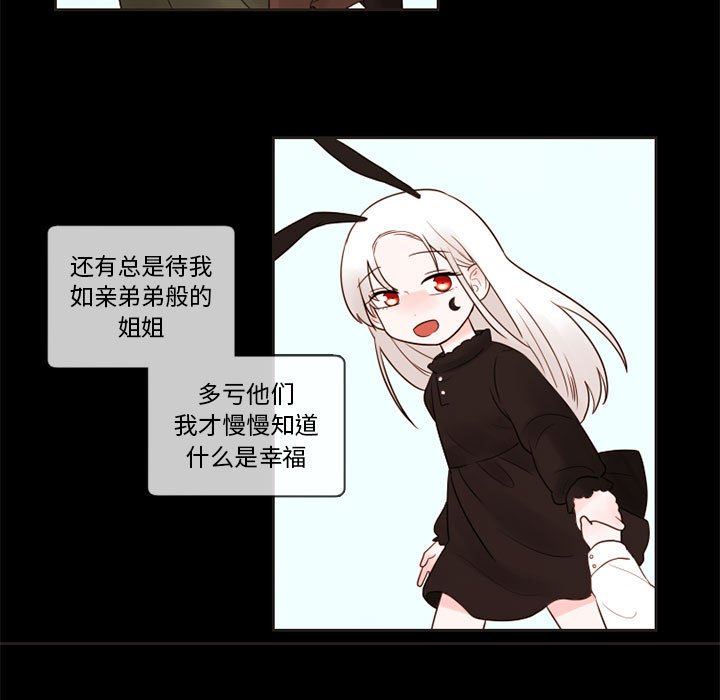 还有总是待我
如亲弟弟般的
姐姐
多亏他们
我才慢慢知道
什么是幸福